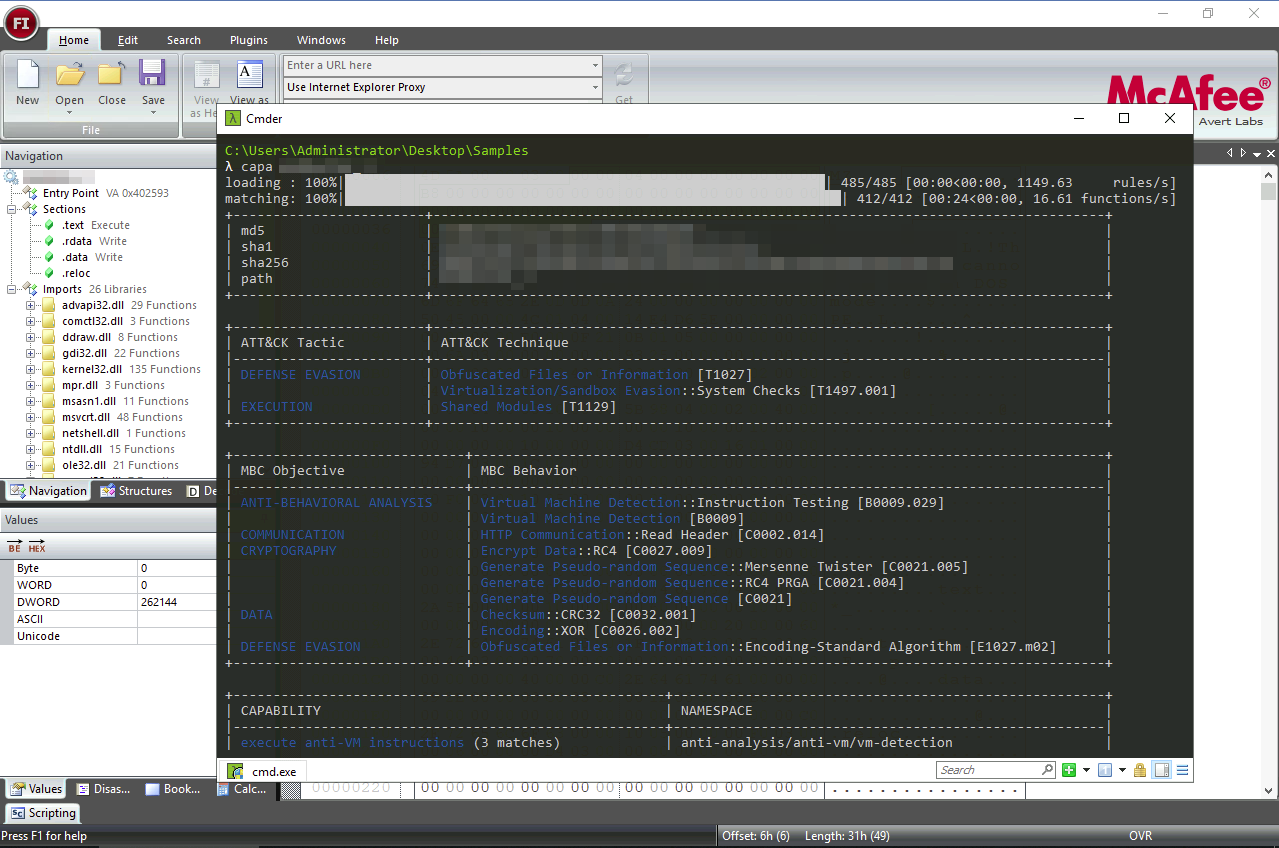 FI
Home Edit Search Plugins Windows Help
New Open Close Save
File
View as He
View as
Enter a URL here
Use Internet Explorer Proxy
Get
McAfee®
Avert Labs
Navigation
Entry Point VA 0x402593
Sections
.text Execute
.rdata Write
.data Write
.reloc
Imports 26 Libraries
advapi32.dll 29 Functions
comctl32.dll 3 Functions
ddraw.dll 8 Functions
gdi32.dll 22 Functions
kernel32.dll 135 Functions
mpr.dll 3 Functions
msasn1.dll 11 Functions
msvcrt.dll 48 Functions
netshell.dll 1 Functions
ntdll.dll 15 Functions
ole32.dll 21 Functions
Navigation Structures D De
Values
BE HEX
Byte 0
WORD 0
DWORD 262144
ASCII
Unicode
Values Disas... Book... Calc...
Scripting
Press F1 for help
λ Cmder
C:\Users\Administrator\Desktop\Samples
λ capa
loading : 100%| | 485/485 [00:00<00:00, 1149.63 rules/s]
matching: 100%| | 412/412 [00:24<00:00, 16.61 functions/s]
md5
sha1
sha256
path
ATT&CK Tactic | ATT&CK Technique
DEFENSE EVASION | Obfuscated Files or Information [T1027]
Virtualization/Sandbox Evasion::System Checks [T1497.001]
EXECUTION | Shared Modules [T1129]
MBC Objective | MBC Behavior
ANTI-BEHAVIORAL ANALYSIS | Virtual Machine Detection::Instruction Testing [B0009.029]
Virtual Machine Detection [B0009]
COMMUNICATION | HTTP Communication::Read Header [C0002.014]
CRYPTOGRAPHY | Encrypt Data::RC4 [C0027.009]
Generate Pseudo-random Sequence::Mersenne Twister [C0021.005]
Generate Pseudo-random Sequence::RC4 PRGA [C0021.004]
Generate Pseudo-random Sequence [C0021]
DATA | Checksum::CRC32 [C0032.001]
Encoding::XOR [C0026.002]
DEFENSE EVASION | Obfuscated Files or Information::Encoding-Standard Algorithm [E1027.m02]
CAPABILITY | NAMESPACE
execute anti-VM instructions (3 matches) | anti-analysis/anti-vm/vm-detection
cmd.exe
Search
00000220 00 00 00 00 00 00 00 00 00 00 00 00 00 00 00 00 . . . . . . . . . . . . . . . .
Offset: 6h (6) Length: 31h (49) OVR